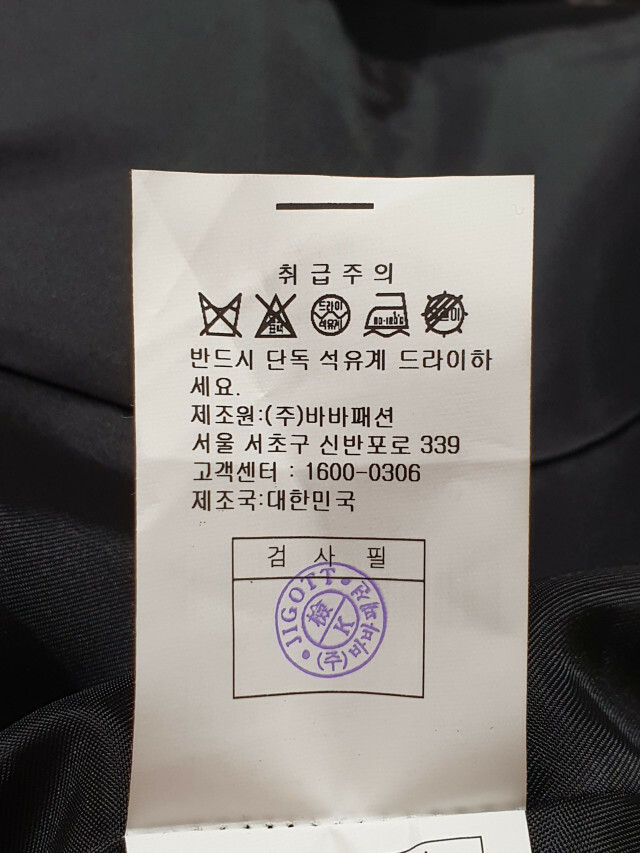 취급주의
드라이
석유계
반드시 단독 석유계 드라이하
세요.
제조원:(주)바바패션
서울 서초구 신반포로 339
고객센터 : 1600-0306
제조국:대한민국
검 사 필
JIGOTT
檢
K
(주)바바패션